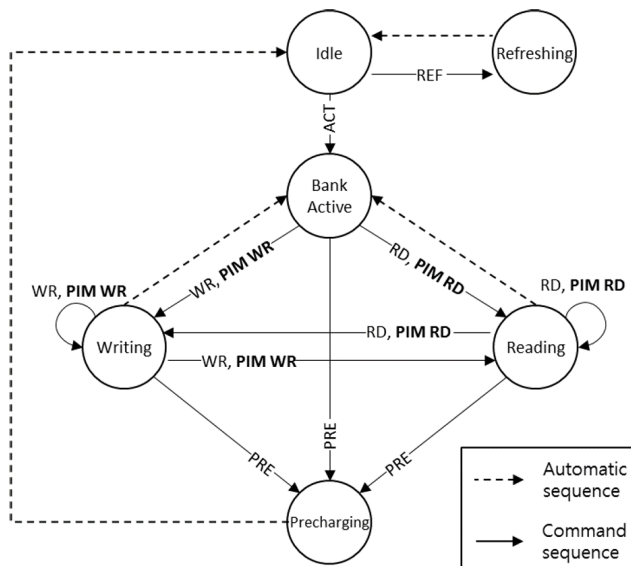 Idle
Refreshing
REF
ACT
Bank
Active
WR, PIM WR
RD, PIM RD
WR, PIM WR
RD, PIM RD
RD, PIM RD
Writing
Reading
WR, PIM WR
PRE
PRE
PRE
Precharging
Automatic
sequence
Command
sequence